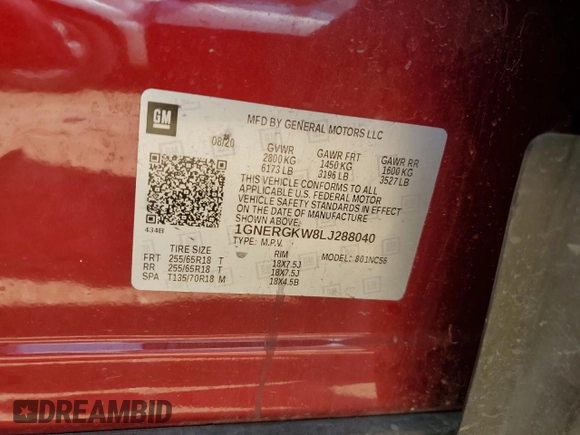 GM
MFD BY GENERAL MOTORS LLC
08/20
GVWR GAWR FRT GAWR RR
2800 KG 1450 KG 1600 KG
6173 LB 3196 LB 3527 LB
THIS VEHICLE CONFORMS TO ALL
APPLICABLE U.S. FEDERAL MOTOR
VEHICLE SAFETY STANDARDS IN EFFECT
ON THE DATE OF MANUFACTURE
SHOWN ABOVE.
434B
1GNERGKW8LJ288040
TYPE: M.P.V. MODEL: 801NC56
TIRE SIZE RIM
FRT 255/65R18 T 18X7.5J
RR 255/65R18 T 18X7.5J
SPA T135/70R18 M 18X4.5B
DREAMBID